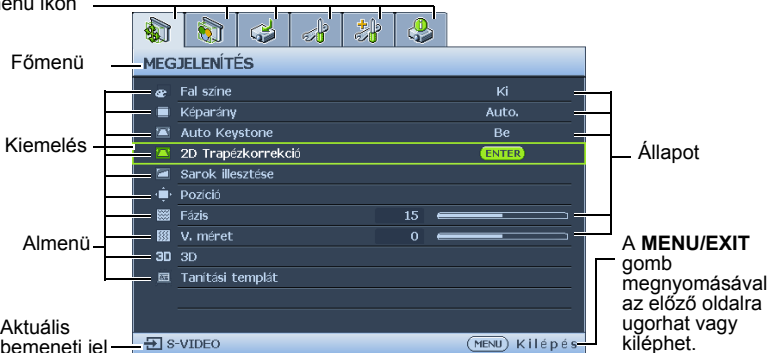 menü ikon
Főmenü
MEGJELENÍTÉS
Fal színe Ki
Képarány Auto.
Auto Keystone Be
Kiemelés
2D Trapézkorrekció ENTER
Állapot
Sarok illesztése
Pozíció
Fázis 15
Almenü
V. méret 0
3D 3D
Tanítási templát
A MENU/EXIT
gomb
megnyomásával
az előző oldalra
ugorhat vagy
kiléphet.
Aktuális
bemeneti jel
S-VIDEO
MENU Kilépés